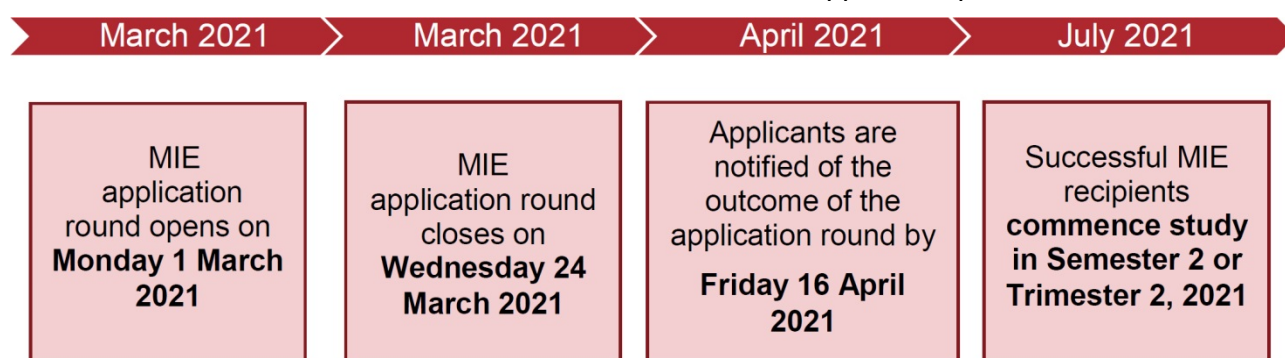 March 2021
March 2021
April 2021
July 2021
MIE
application
round opens on
Monday 1 March
2021
MIE
application round
closes on
Wednesday 24
March 2021
Applicants are
notified of the
outcome of the
application round by
Friday 16 April
2021
Successful MIE
recipients
commence study
in Semester 2 or
Trimester 2, 2021